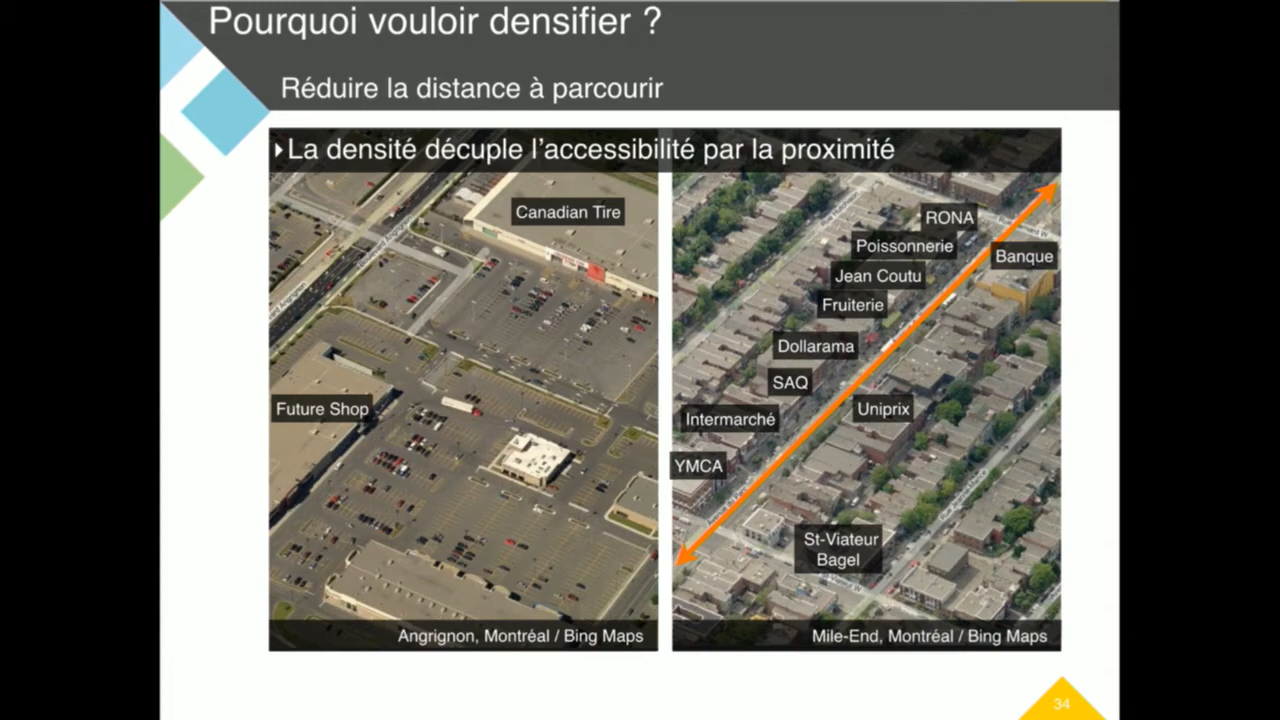 Pourquoi vouloir densifier ?
Réduire la distance à parcourir
La densité décuple l'accessibilité par la proximité
Canadian Tire
Future Shop
Angrignon, Montréal / Bing Maps
RONA
Poissonnerie
Banque
Jean Coutu
Fruiterie
Dollarama
SAQ
Uniprix
Intermarché
YMCA
St-Viateur
Bagel
Mile-End, Montréal / Bing Maps
34